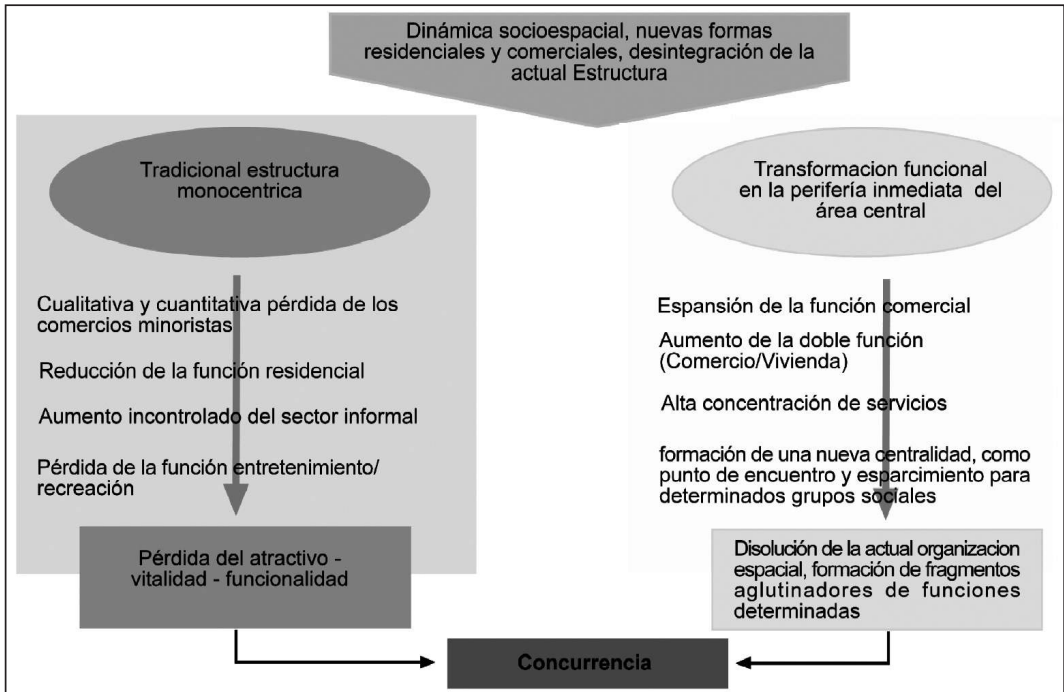 Dinámica socioespacial, nuevas formas
residenciales y comerciales, desintegración de la
actual Estructura
Tradicional estructura
monocentrica
Cualitativa y cuantitativa pérdida de los
comercios minoristas
Reducción de la función residencial
Aumento incontrolado del sector informal
Pérdida de la función entretenimiento/
recreación
Pérdida del atractivo -
vitalidad - funcionalidad
Transformacion funcional
en la perifería inmediata del
área central
Espansión de la función comercial
Aumento de la doble función
(Comercio/Vivienda)
Alta concentración de servicios
formación de una nueva centralidad, como
punto de encuentro y esparcimiento para
determinados grupos sociales
Disolución de la actual organizacion
espacial, formación de fragmentos
aglutinadores de funciones
determinadas
Concurrencia